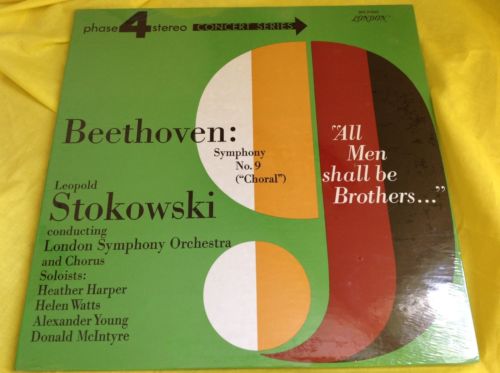 phase 4 stereo CONCERT SERIES
LONDON
Beethoven:
Symphony
No. 9
("Choral")
9
"All
Men
shall be
Brothers..."
Leopold
Stokowski
conducting
London Symphony Orchestra
and Chorus
Soloists:
Heather Harper
Helen Watts
Alexander Young
Donald McIntyre